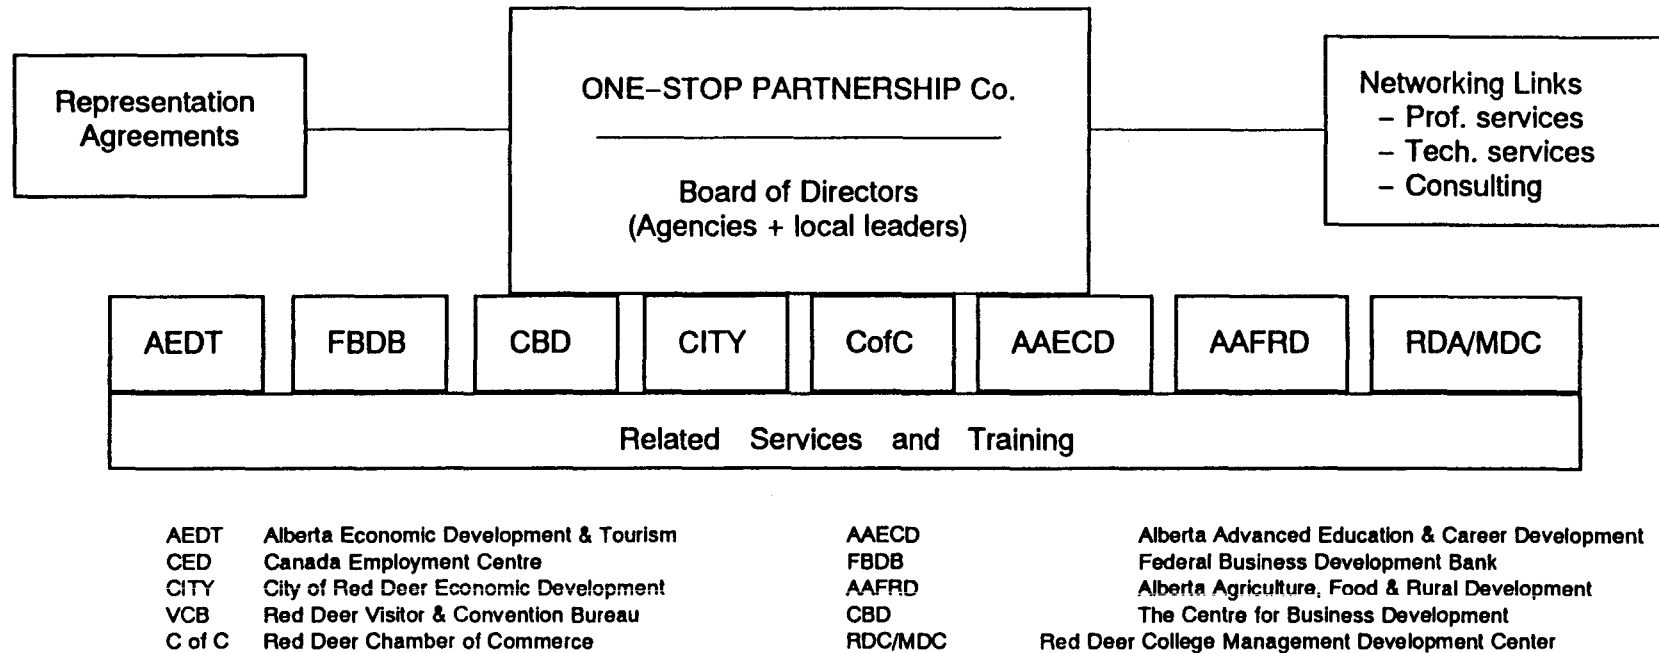 Representation
Agreements
ONE–STOP PARTNERSHIP Co.
Board of Directors
(Agencies + local leaders)
Networking Links
– Prof. services
– Tech. services
– Consulting
AEDT FBDB CBD CITY CofC AAECD AAFRD RDA/MDC
Related Services and Training
AEDT Alberta Economic Development & Tourism AAECD Alberta Advanced Education & Career Development
CED Canada Employment Centre FBDB Federal Business Development Bank
CITY City of Red Deer Economic Development AAFRD Alberta Agriculture, Food & Rural Development
VCB Red Deer Visitor & Convention Bureau CBD The Centre for Business Development
C of C Red Deer Chamber of Commerce RDC/MDC Red Deer College Management Development Center